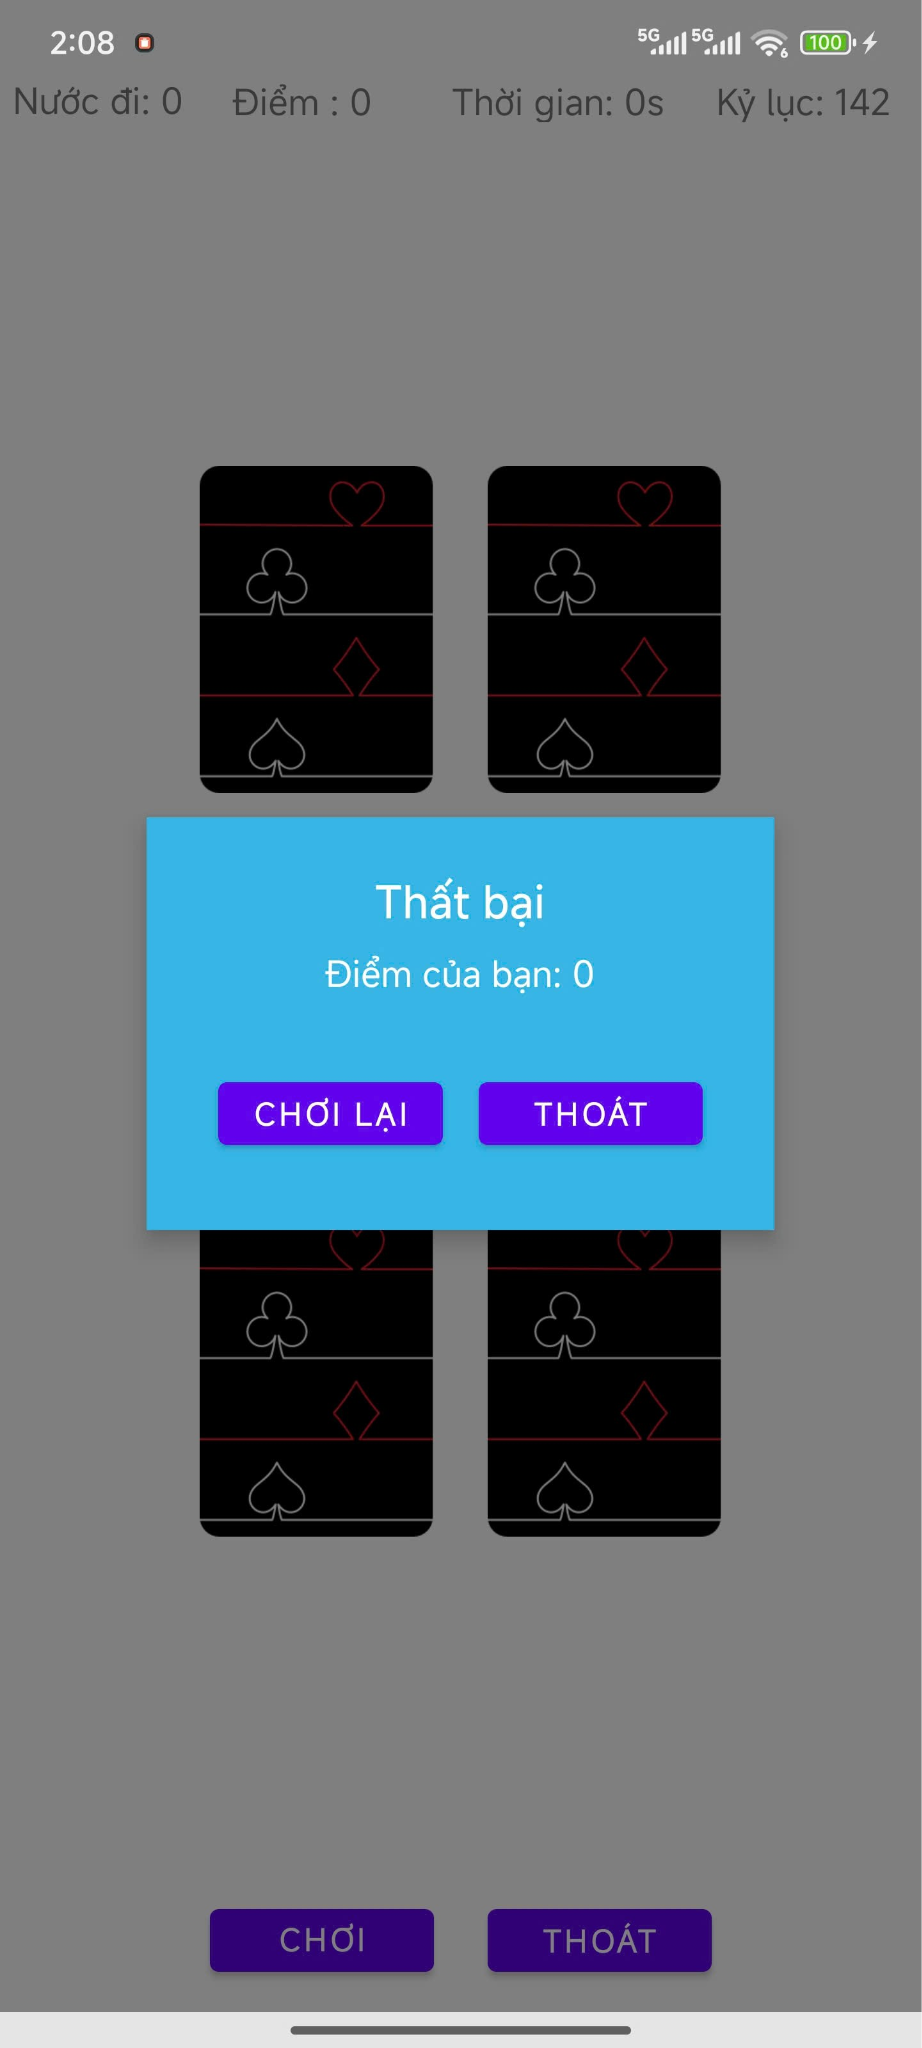 2:08 5G 5G 6 100
Nước đi: 0 Điểm : 0 Thời gian: 0s Kỷ lục: 142
Thất bại
Điểm của bạn: 0
CHƠI LẠI THOÁT
CHƠI THOÁT